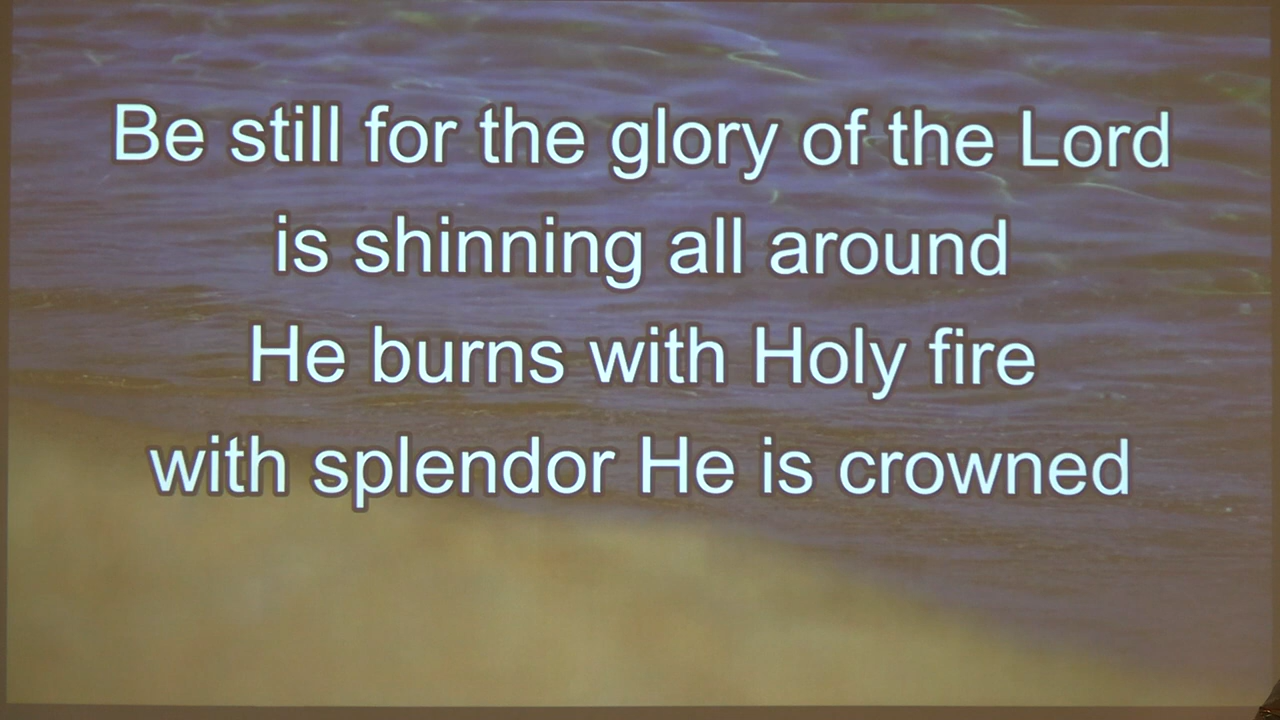 Be still for the glory of the Lord
is shinning all around
He burns with Holy fire
with splendor He is crowned